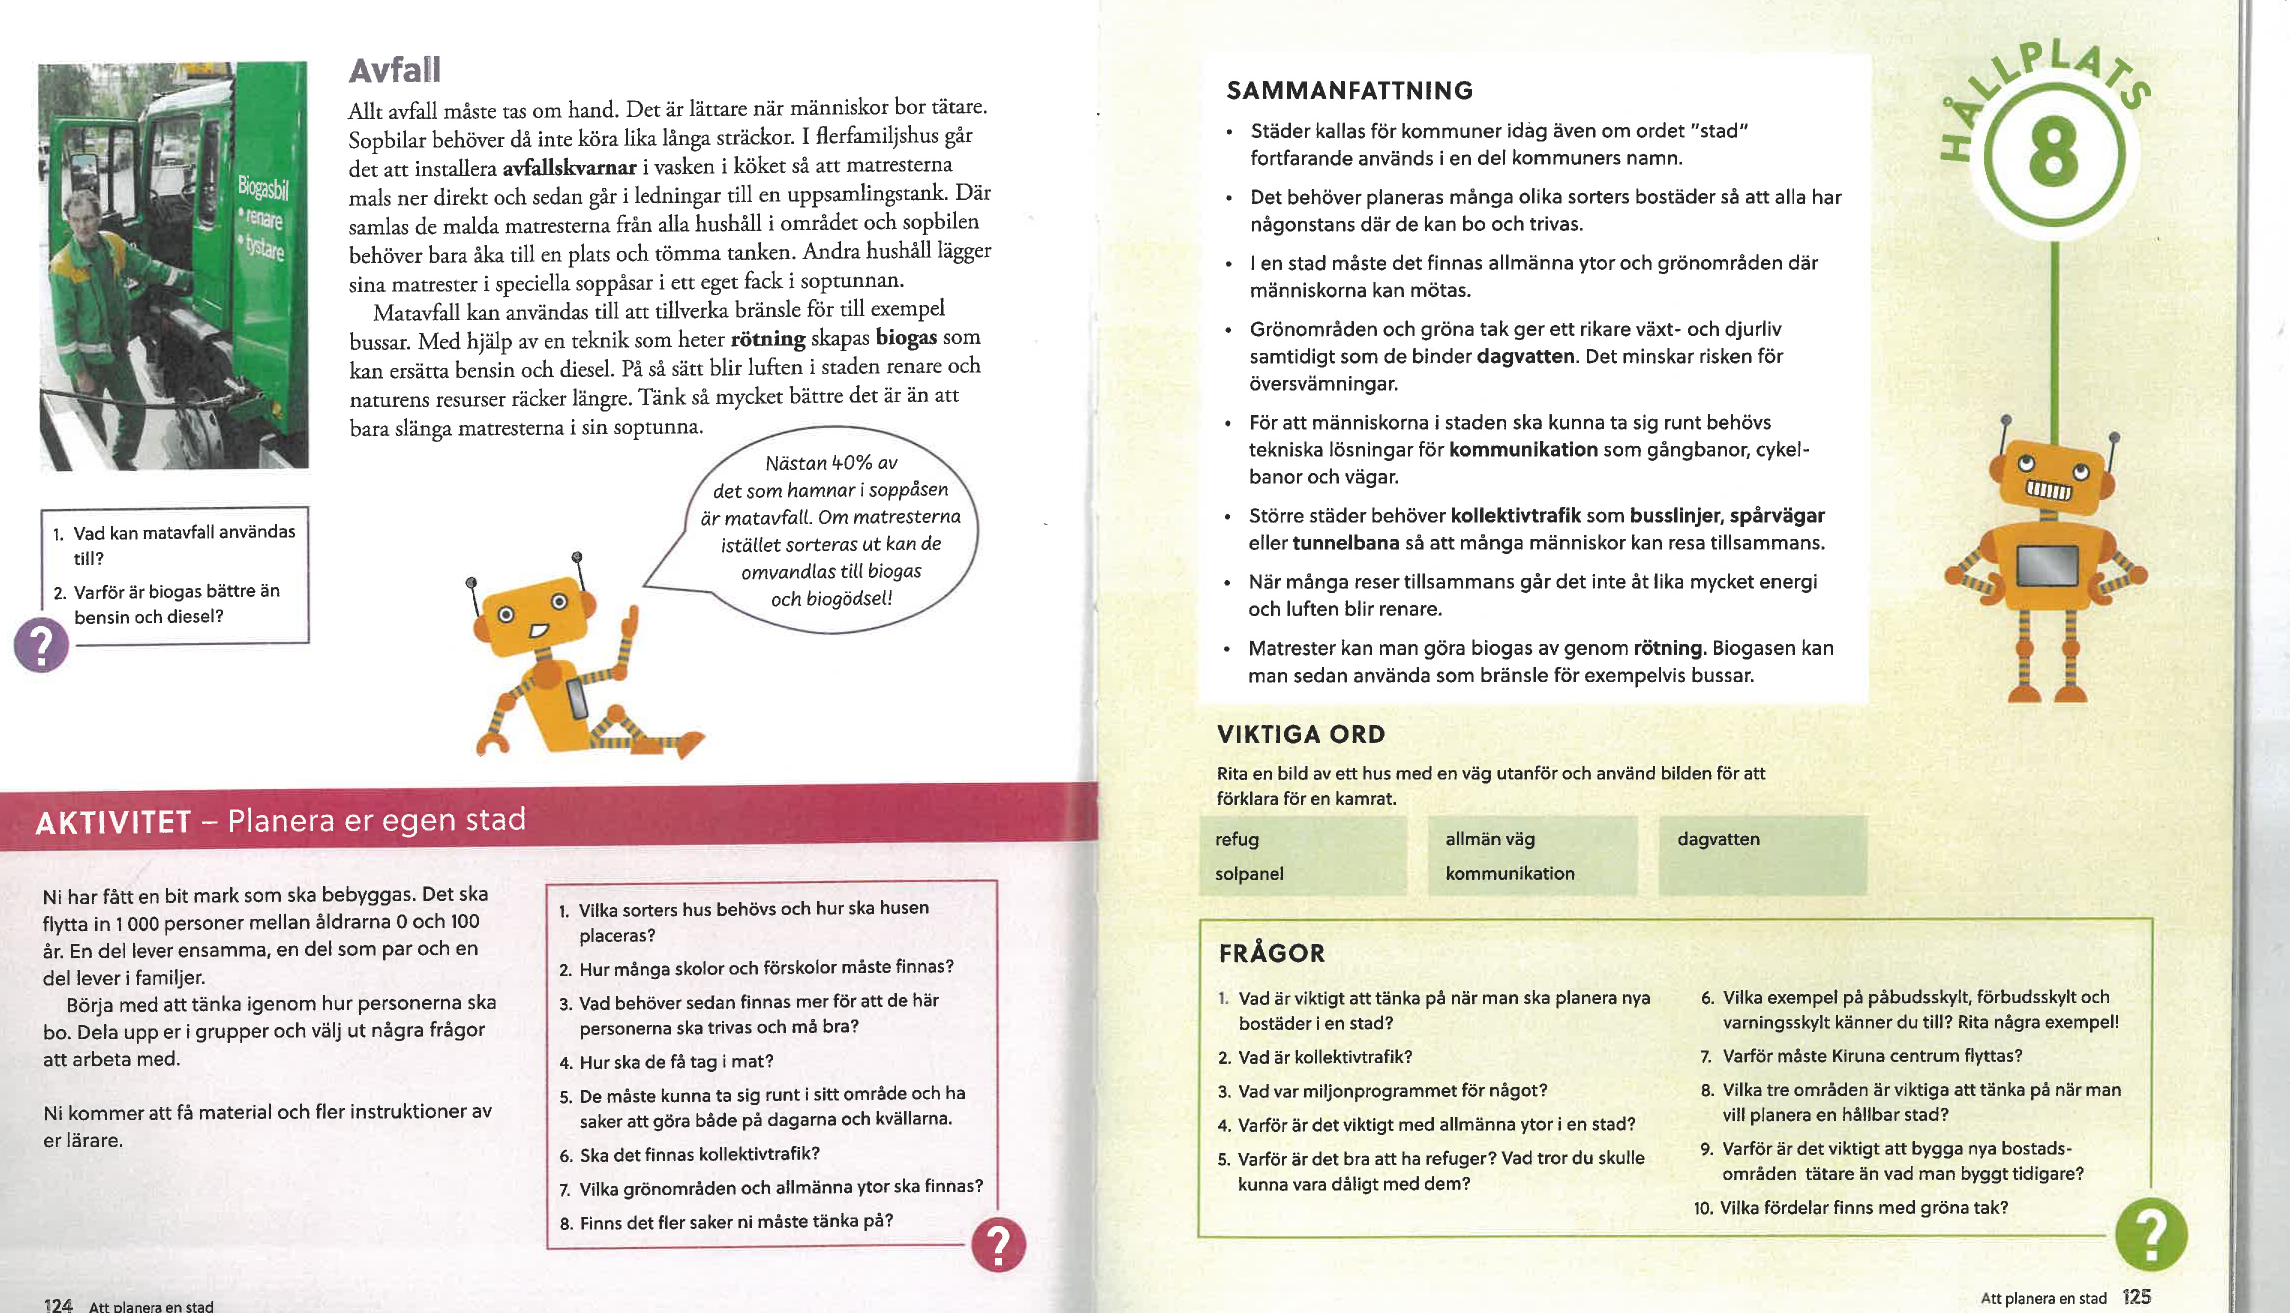 Avfall
Allt avfall måste tas om hand. Det är lättare när människor bor tätare.
Sopbilar behöver då inte köra lika långa sträckor. I flerfamiljshus går
det att installera avfallskvarnar i vasken i köket så att matresterna
mals ner direkt och sedan går i ledningar till en uppsamlingstank. Där
samlas de malda matresterna från alla hushåll i området och sopbilen
behöver bara åka till en plats och tömma tanken. Andra hushåll lägger
sina matrester i speciella soppåsar i ett eget fack i soptunnan.
Matavfall kan användas till att tillverka bränsle för till exempel
bussar. Med hjälp av en teknik som heter rötning skapas biogas som
kan ersätta bensin och diesel. På så sätt blir luften i staden renare och
naturens resurser räcker längre. Tänk så mycket bättre det är än att
bara slänga matresterna i sin soptunna.
Biogasbil
• renare
• tystare
Nästan 40% av
det som hamnar i soppåsen
är matavfall. Om matresterna
istället sorteras ut kan de
omvandlas till biogas
och biogödsel!
1. Vad kan matavfall användas
till?
2. Varför är biogas bättre än
bensin och diesel?
?
AKTIVITET – Planera er egen stad
Ni har fått en bit mark som ska bebyggas. Det ska
flytta in 1 000 personer mellan åldrarna 0 och 100
år. En del lever ensamma, en del som par och en
del lever i familjer.
Börja med att tänka igenom hur personerna ska
bo. Dela upp er i grupper och välj ut några frågor
att arbeta med.
Ni kommer att få material och fler instruktioner av
er lärare.
1. Vilka sorters hus behövs och hur ska husen
placeras?
2. Hur många skolor och förskolor måste finnas?
3. Vad behöver sedan finnas mer för att de här
personerna ska trivas och må bra?
4. Hur ska de få tag i mat?
5. De måste kunna ta sig runt i sitt område och ha
saker att göra både på dagarna och kvällarna.
6. Ska det finnas kollektivtrafik?
7. Vilka grönområden och allmänna ytor ska finnas?
8. Finns det fler saker ni måste tänka på?
?
124 Att planera en stad
HÅLLPLATS
8
SAMMANFATTNING
• Städer kallas för kommuner idag även om ordet "stad"
fortfarande används i en del kommuners namn.
• Det behöver planeras många olika sorters bostäder så att alla har
någonstans där de kan bo och trivas.
• I en stad måste det finnas allmänna ytor och grönområden där
människorna kan mötas.
• Grönområden och gröna tak ger ett rikare växt- och djurliv
samtidigt som de binder dagvatten. Det minskar risken för
översvämningar.
• För att människorna i staden ska kunna ta sig runt behövs
tekniska lösningar för kommunikation som gångbanor, cykel-
banor och vägar.
• Större städer behöver kollektivtrafik som busslinjer, spårvägar
eller tunnelbana så att många människor kan resa tillsammans.
• När många reser tillsammans går det inte åt lika mycket energi
och luften blir renare.
• Matrester kan man göra biogas av genom rötning. Biogasen kan
man sedan använda som bränsle för exempelvis bussar.
VIKTIGA ORD
Rita en bild av ett hus med en väg utanför och använd bilden för att
förklara för en kamrat.
refug
solpanel
allmän väg
kommunikation
dagvatten
FRÅGOR
1. Vad är viktigt att tänka på när man ska planera nya
bostäder i en stad?
2. Vad är kollektivtrafik?
3. Vad var miljonprogrammet för något?
4. Varför är det viktigt med allmänna ytor i en stad?
5. Varför är det bra att ha refuger? Vad tror du skulle
kunna vara dåligt med dem?
6. Vilka exempel på påbudsskylt, förbudsskylt och
varningsskylt känner du till? Rita några exempel!
7. Varför måste Kiruna centrum flyttas?
8. Vilka tre områden är viktiga att tänka på när man
vill planera en hållbar stad?
9. Varför är det viktigt att bygga nya bostads-
områden tätare än vad man byggt tidigare?
10. Vilka fördelar finns med gröna tak?
?
Att planera en stad 125